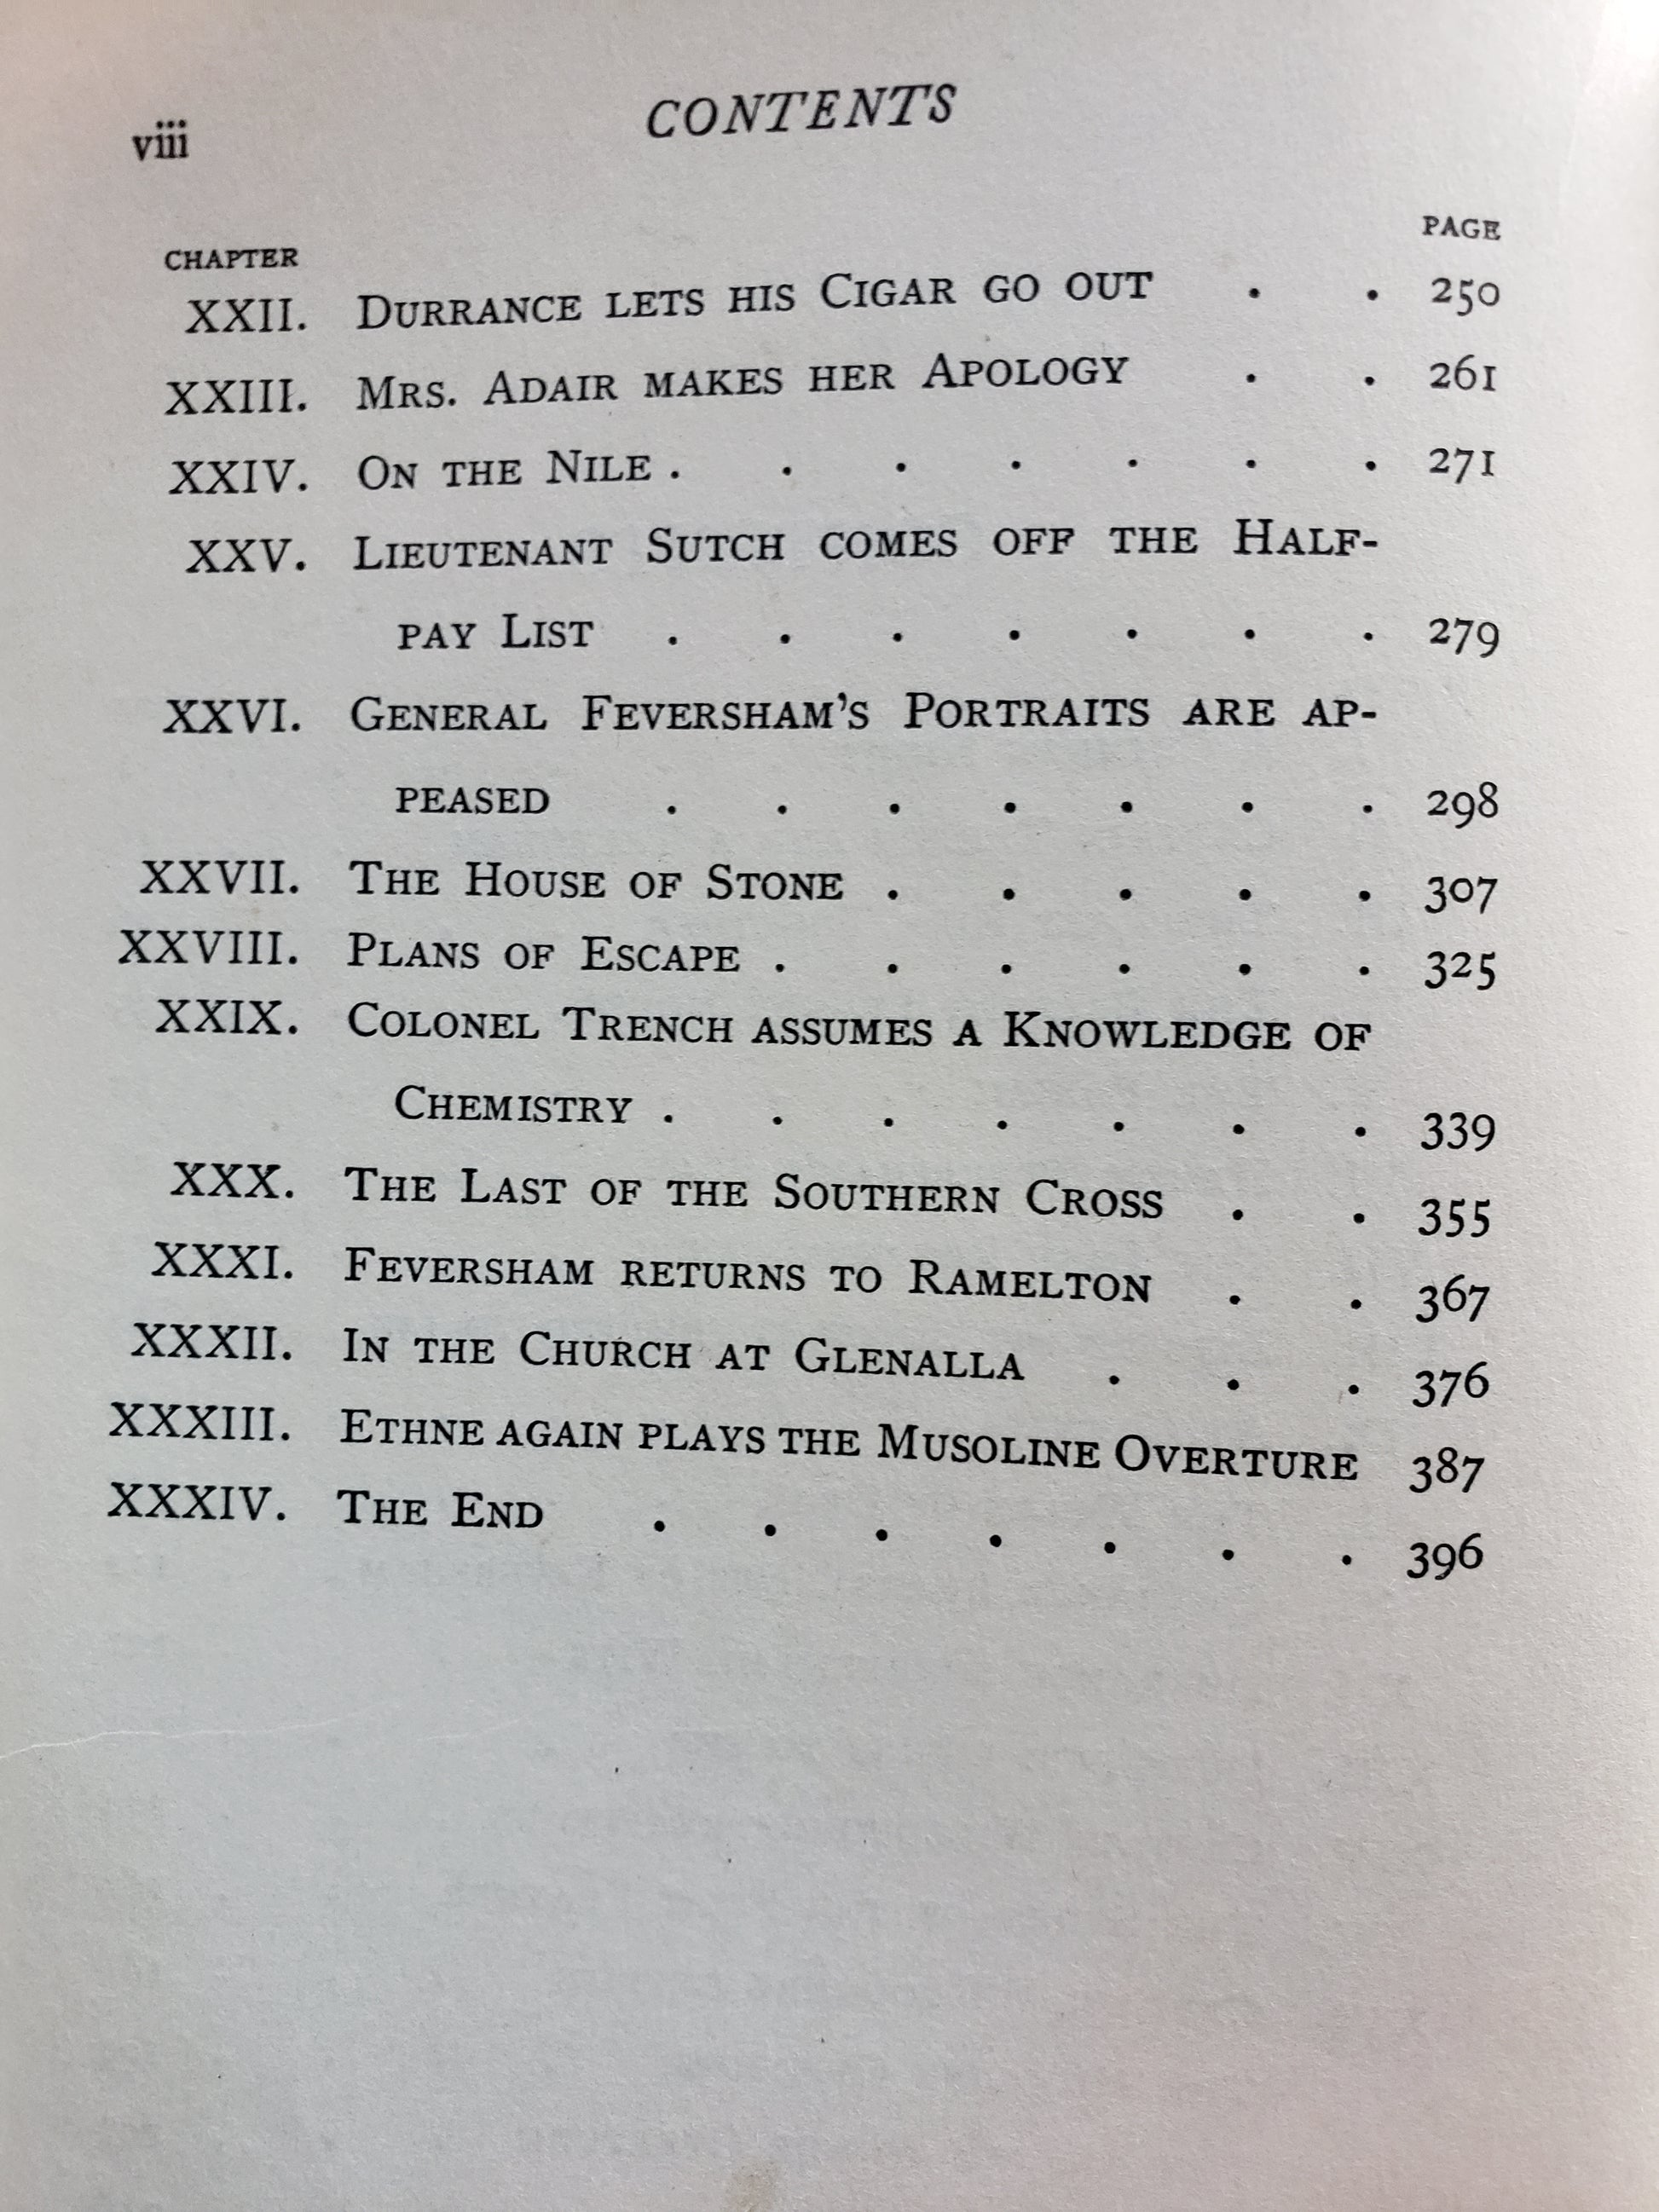 viii CONTENTS
CHAPTER PAGE
XXII. DURRANCE LETS HIS CIGAR GO OUT . . 250
XXIII. MRS. ADAIR MAKES HER APOLOGY . . 261
XXIV. ON THE NILE . . . . . . . 271
XXV. LIEUTENANT SUTCH COMES OFF THE HALF-
PAY LIST . . . . . . . 279
XXVI. GENERAL FEVERSHAM'S PORTRAITS ARE AP-
PEASED . . . . . . . 298
XXVII. THE HOUSE OF STONE . . . . . 307
XXVIII. PLANS OF ESCAPE . . . . . . 325
XXIX. COLONEL TRENCH ASSUMES A KNOWLEDGE OF
CHEMISTRY . . . . . . . 339
XXX. THE LAST OF THE SOUTHERN CROSS . . 355
XXXI. FEVERSHAM RETURNS TO RAMELTON . . 367
XXXII. IN THE CHURCH AT GLENALLA . . . 376
XXXIII. ETHNE AGAIN PLAYS THE MUSOLINE OVERTURE 387
XXXIV. THE END . . . . . . . 396